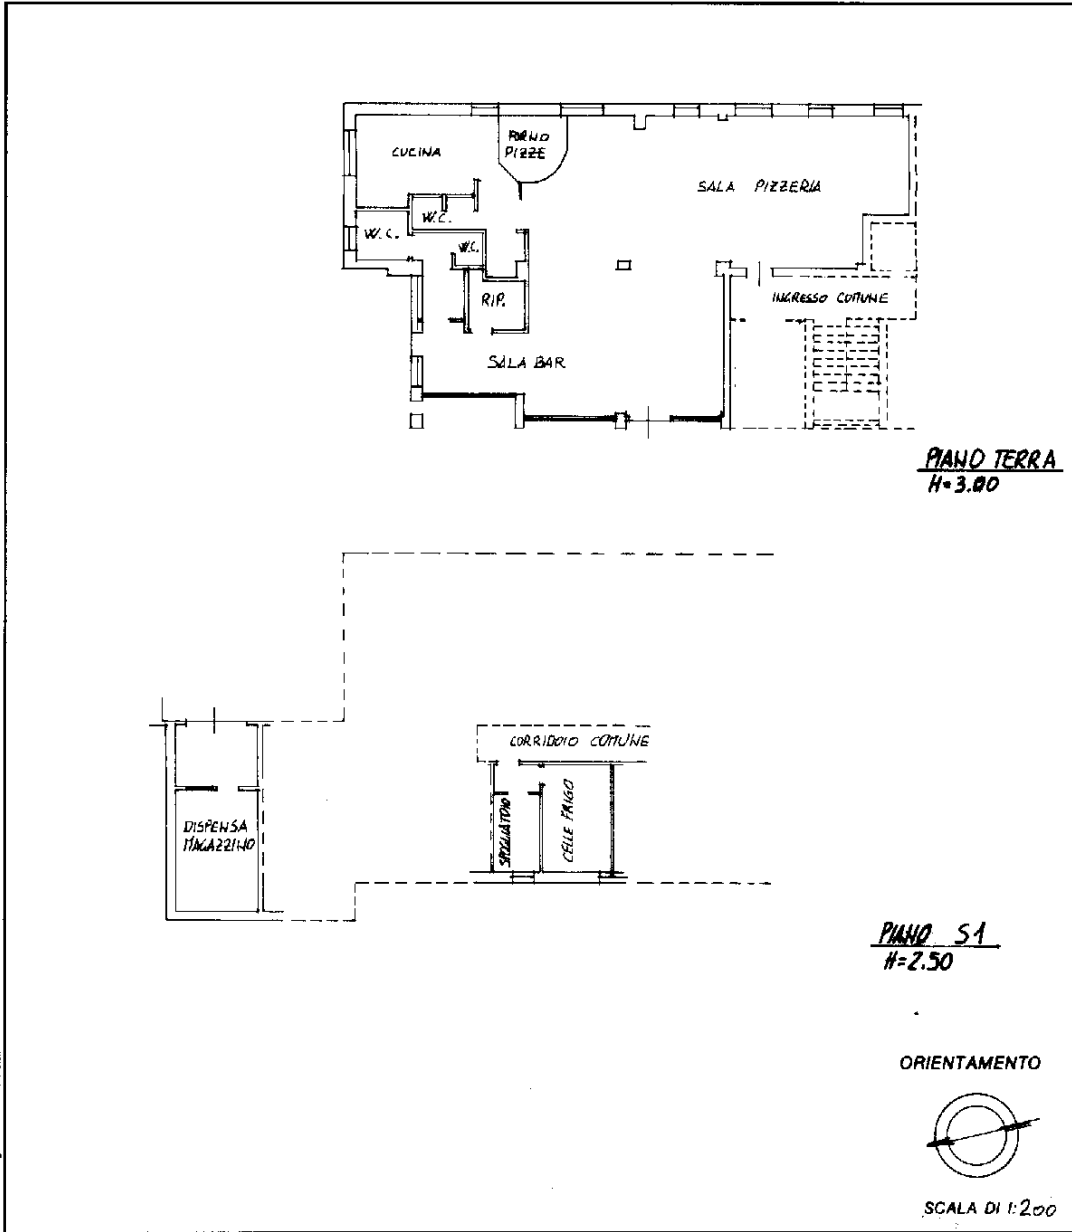 CUCINA
FORNO
PIZZE
SALA PIZZERIA
W.C.
W.C.
W.C.
RIP.
INGRESSO COMUNE
SALA BAR
PIANO TERRA
H=3.00
CORRIDOIO COMUNE
DISPENSA
MAGAZZINO
SPOGLIATOIO
CELLE FRIGO
PIANO S1
H=2.50
ORIENTAMENTO
SCALA DI 1:200